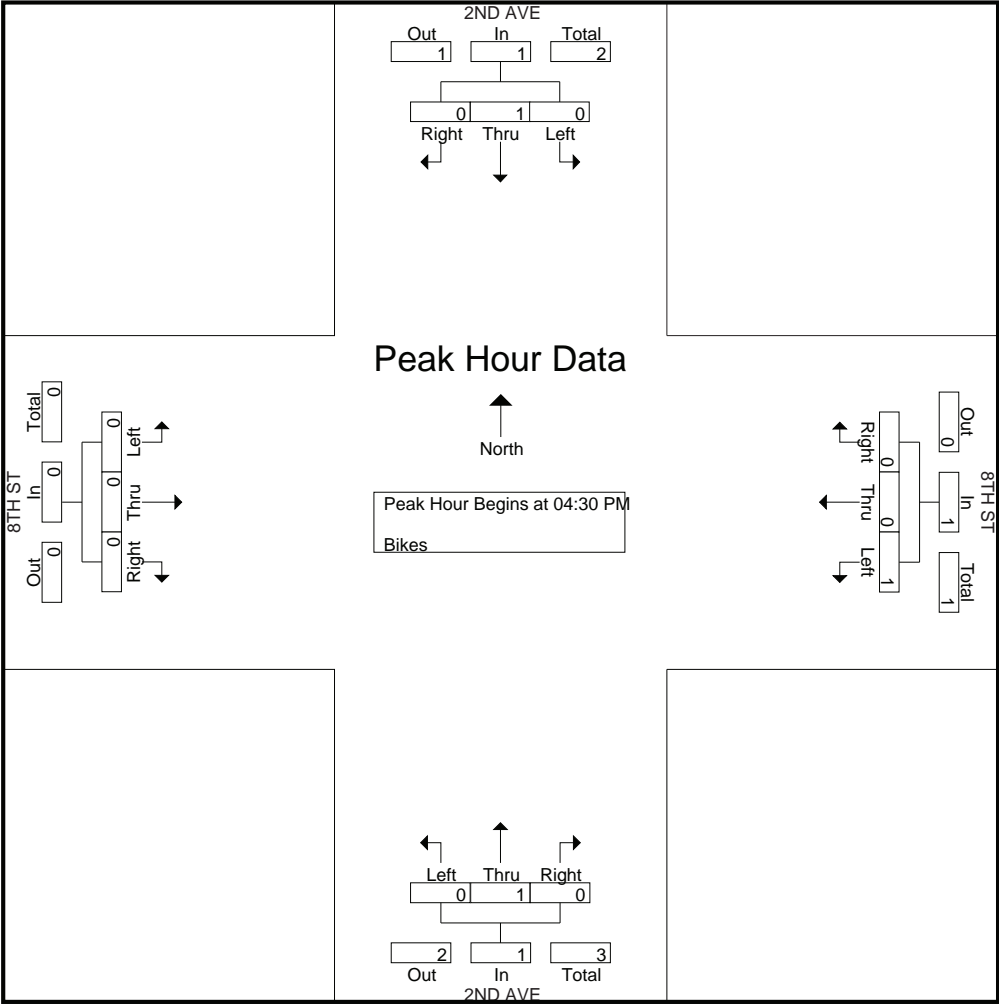 2ND AVE
Out In Total
1 1 2
0 1 0
Right Thru Left
Peak Hour Data
North
Peak Hour Begins at 04:30 PM
Bikes
8TH ST
Out In Total
0 0 0
Right Thru Left
0 0 0
8TH ST
Out In Total
0 1 1
Right Thru Left
0 0 1
Left Thru Right
0 1 0
2 1 3
Out In Total
2ND AVE